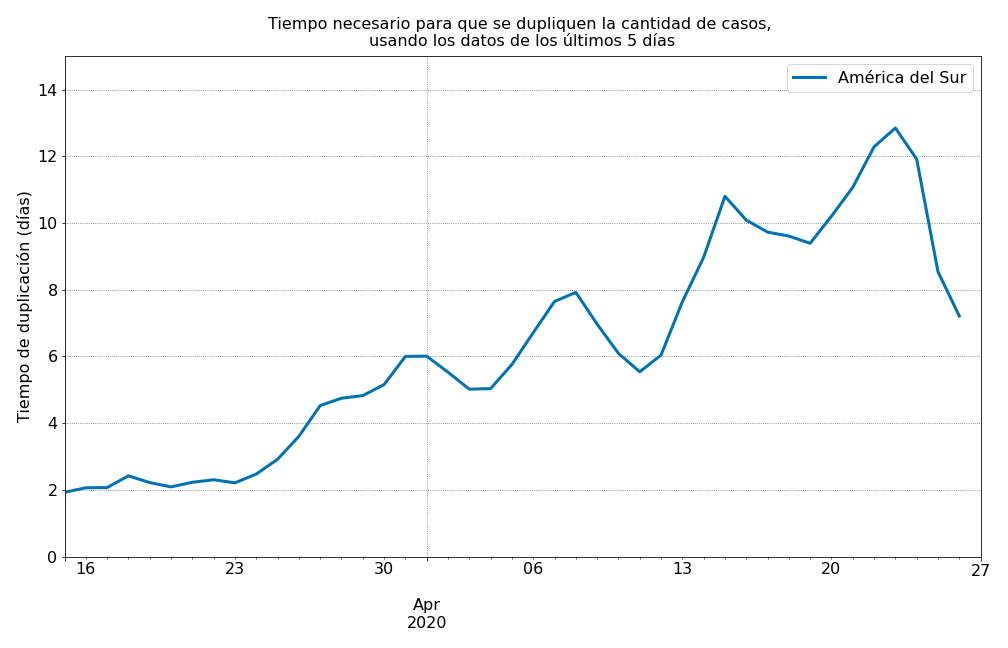 Tiempo necesario para que se dupliquen la cantidad de casos,
usando los datos de los últimos 5 días
América del Sur
Tiempo de duplicación (días)
14
12
10
8
6
4
2
0
16 23 30 06 13 20 27
Apr
2020